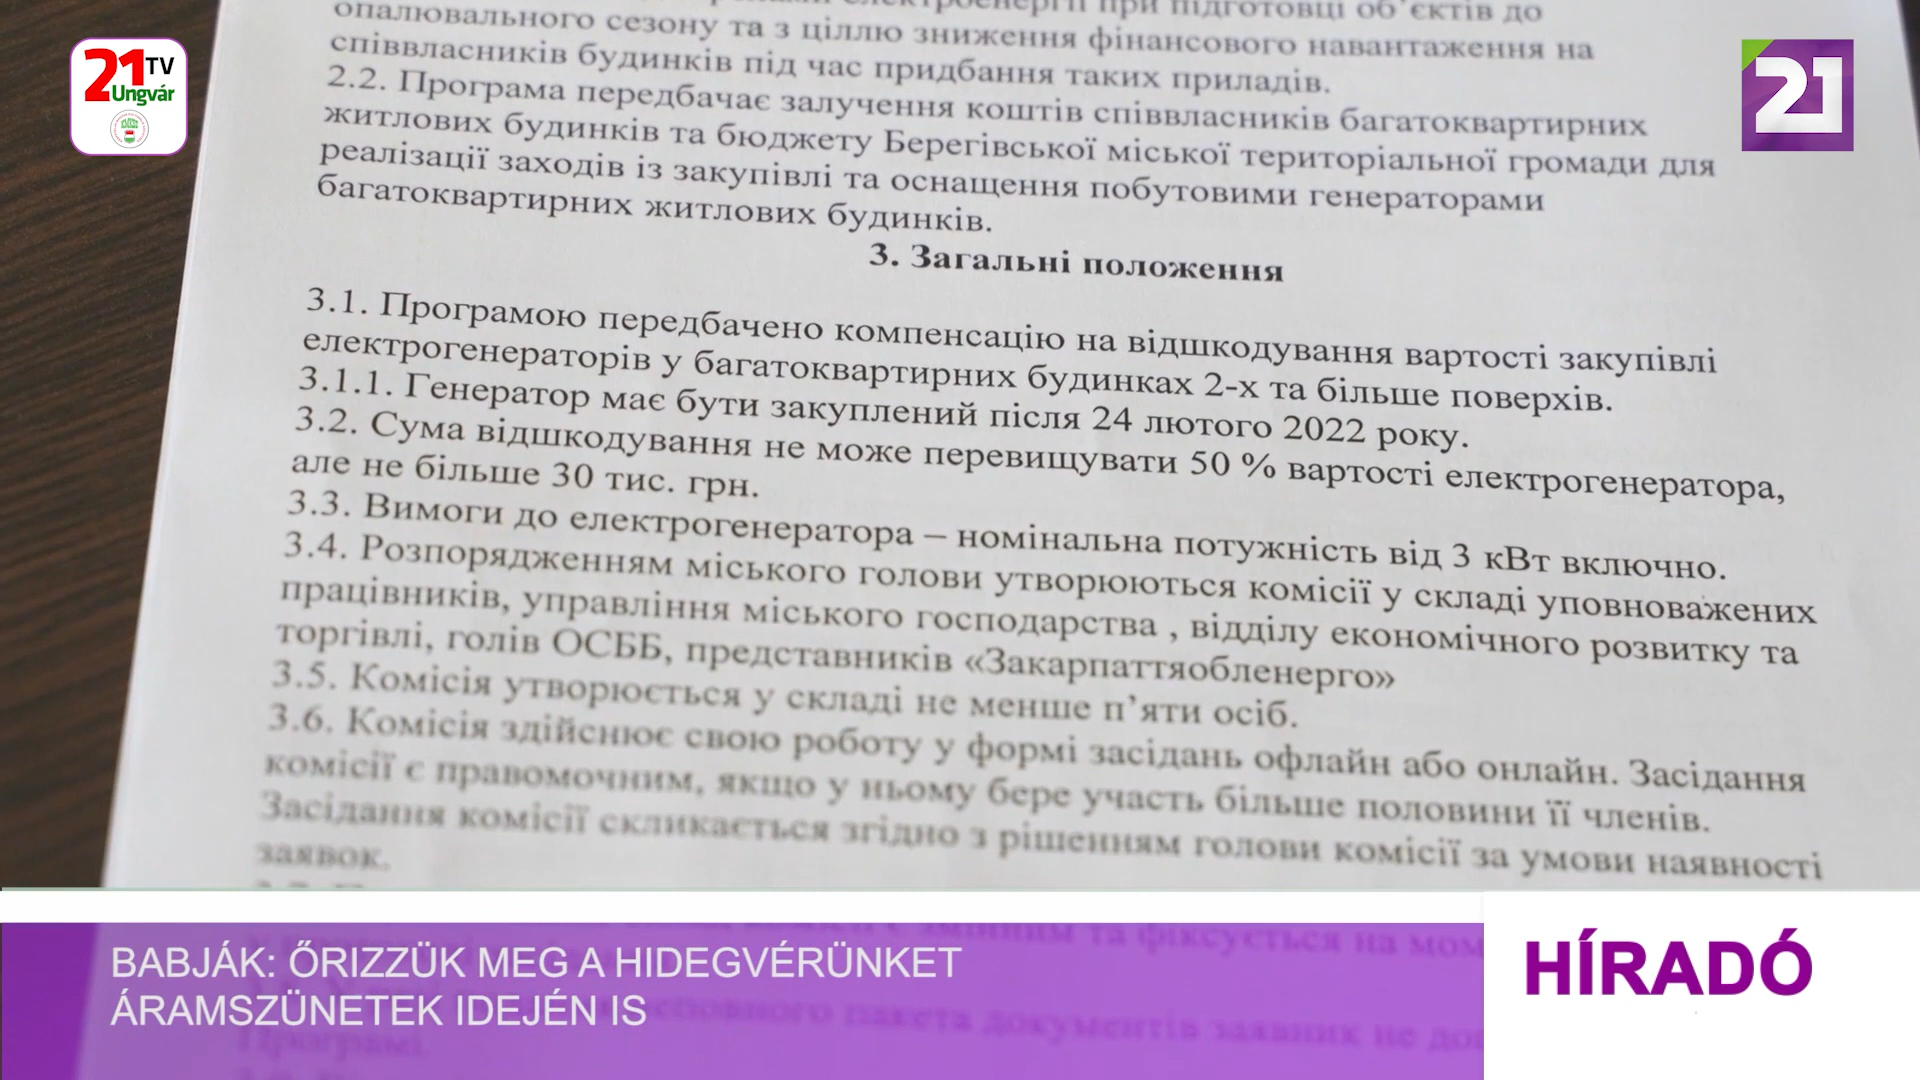 21 TV
Ungvár
21
опалювального сезону та з ціллю зниження фінансового навантаження на
співвласників будинків під час придбання таких приладів.
2.2. Програма передбачає залучення коштів співвласників багатоквартирних
житлових будинків та бюджету Берегівської міської територіальної громади для
реалізації заходів із закупівлі та оснащення побутовими генераторами
багатоквартирних житлових будинків.
3. Загальні положення
3.1. Програмою передбачено компенсацію на відшкодування вартості закупівлі
електрогенераторів у багатоквартирних будинках 2-х та більше поверхів.
3.1.1. Генератор має бути закуплений після 24 лютого 2022 року.
3.2. Сума відшкодування не може перевищувати 50 % вартості електрогенератора,
але не більше 30 тис. грн.
3.3. Вимоги до електрогенератора – номінальна потужність від 3 кВт включно.
3.4. Розпорядженням міського голови утворюються комісії у складі уповноважених
працівників, управління міського господарства , відділу економічного розвитку та
торгівлі, голів ОСББ, представників «Закарпаттяобленерго»
3.5. Комісія утворюється у складі не менше п’яти осіб.
3.6. Комісія здійснює свою роботу у формі засідань офлайн або онлайн. Засідання
комісії є правомочним, якщо у ньому бере участь більше половини її членів.
Засідання комісії скликається згідно з рішенням голови комісії за умови наявності
заявок.
BABJÁK: ŐRIZZÜK MEG A HIDEGVÉRÜNKET
ÁRAMSZÜNETEK IDEJÉN IS
HÍRADÓ